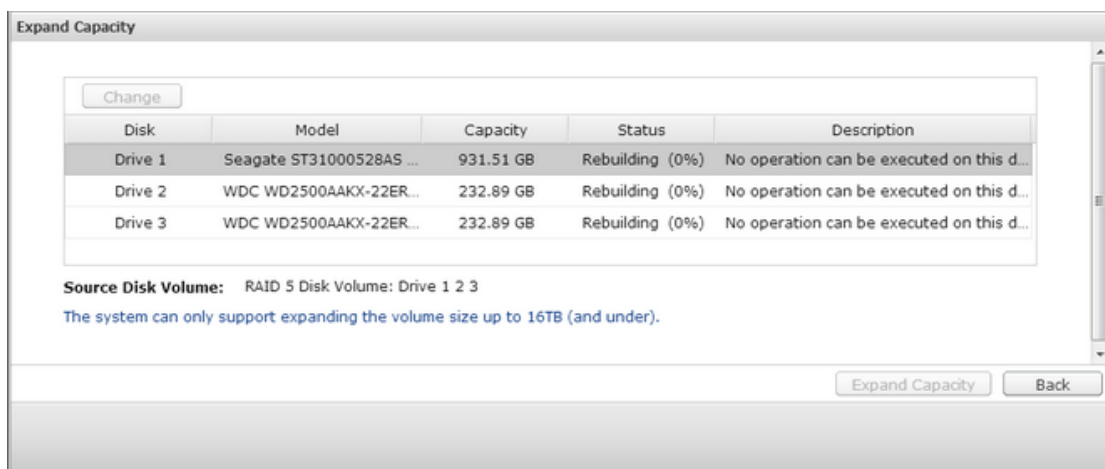 Expand Capacity
Change
Disk Model Capacity Status Description
Drive 1 Seagate ST31000528AS ... 931.51 GB Rebuilding (0%) No operation can be executed on this d...
Drive 2 WDC WD2500AAKX-22ER... 232.89 GB Rebuilding (0%) No operation can be executed on this d...
Drive 3 WDC WD2500AAKX-22ER... 232.89 GB Rebuilding (0%) No operation can be executed on this d...
Source Disk Volume: RAID 5 Disk Volume: Drive 1 2 3
The system can only support expanding the volume size up to 16TB (and under).
Expand Capacity Back